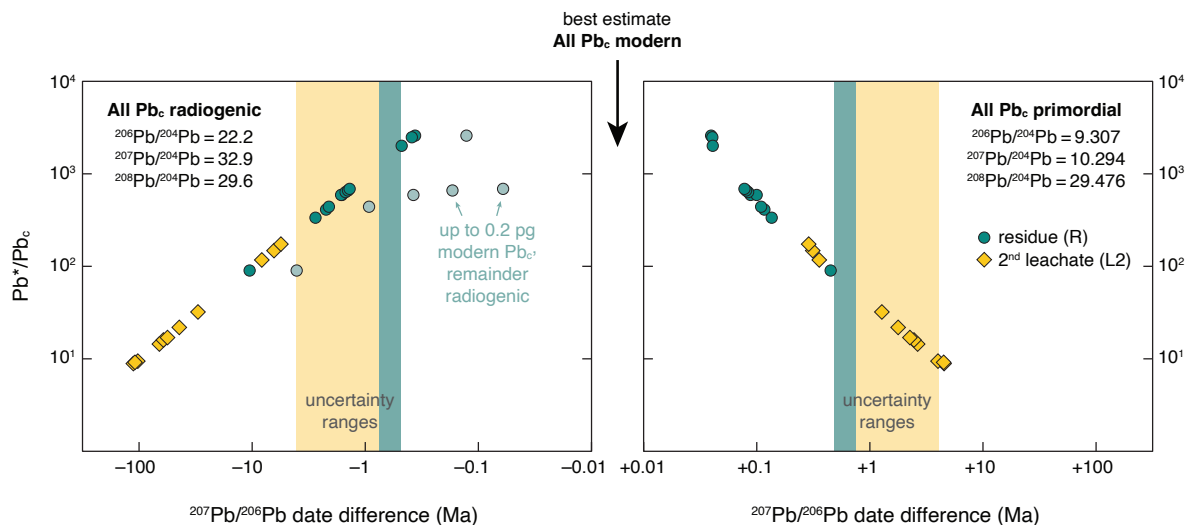 best estimate
All Pbc modern
10⁴
10³
10²
10¹
Pb*/Pbc
All Pbc radiogenic
²⁰⁶Pb/²⁰⁴Pb = 22.2
²⁰⁷Pb/²⁰⁴Pb = 32.9
²⁰⁸Pb/²⁰⁴Pb = 29.6
up to 0.2 pg
modern Pbc,
remainder
radiogenic
uncertainty
ranges
–100
–10
–1
–0.1
–0.01
²⁰⁷Pb/²⁰⁶Pb date difference (Ma)
All Pbc primordial
²⁰⁶Pb/²⁰⁴Pb = 9.307
²⁰⁷Pb/²⁰⁴Pb = 10.294
²⁰⁸Pb/²⁰⁴Pb = 29.476
residue (R)
2nd leachate (L2)
uncertainty
ranges
10⁴
10³
10²
10¹
+0.01
+0.1
+1
+10
+100
²⁰⁷Pb/²⁰⁶Pb date difference (Ma)